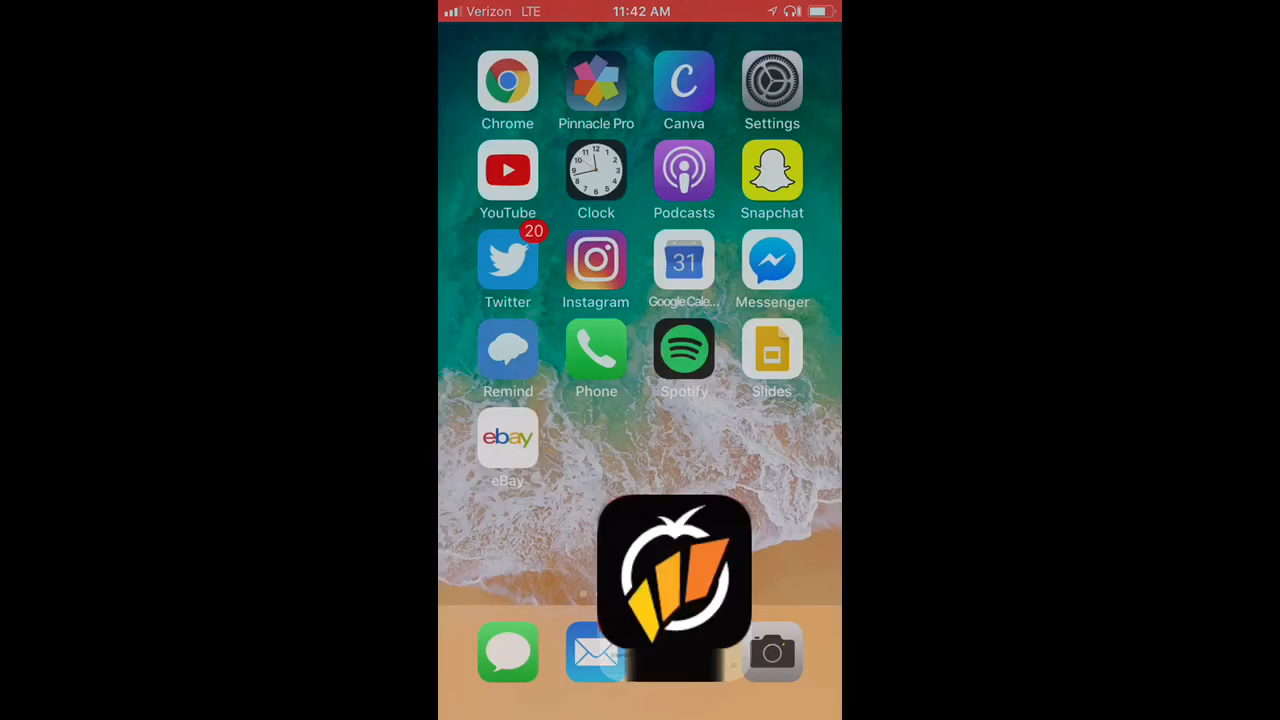 Verizon LTE 11:42 AM
Chrome Pinnacle Pro Canva Settings
YouTube Clock Podcasts Snapchat
20
31
Twitter Instagram Google Cale... Messenger
Remind Phone Spotify Slides
ebay
eBay